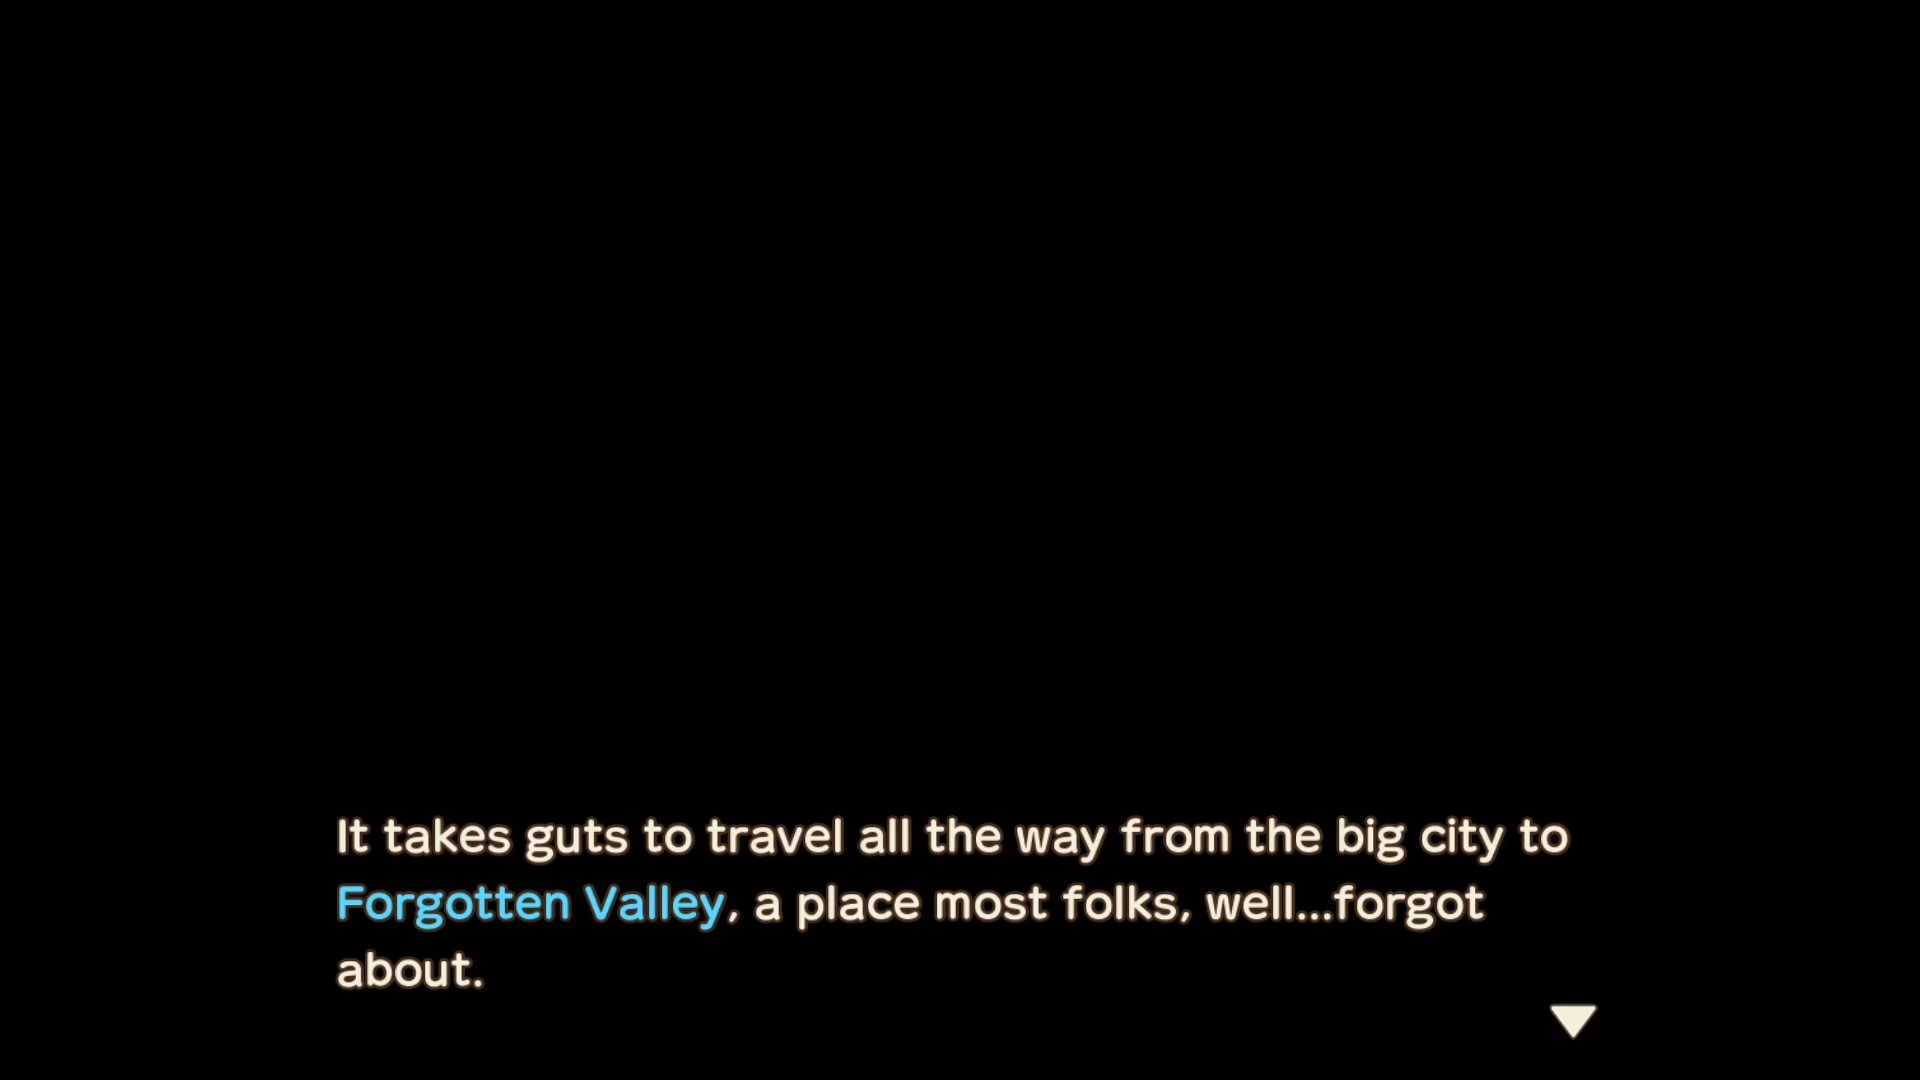 It takes guts to travel all the way from the big city to
Forgotten Valley, a place most folks, well...forgot
about.